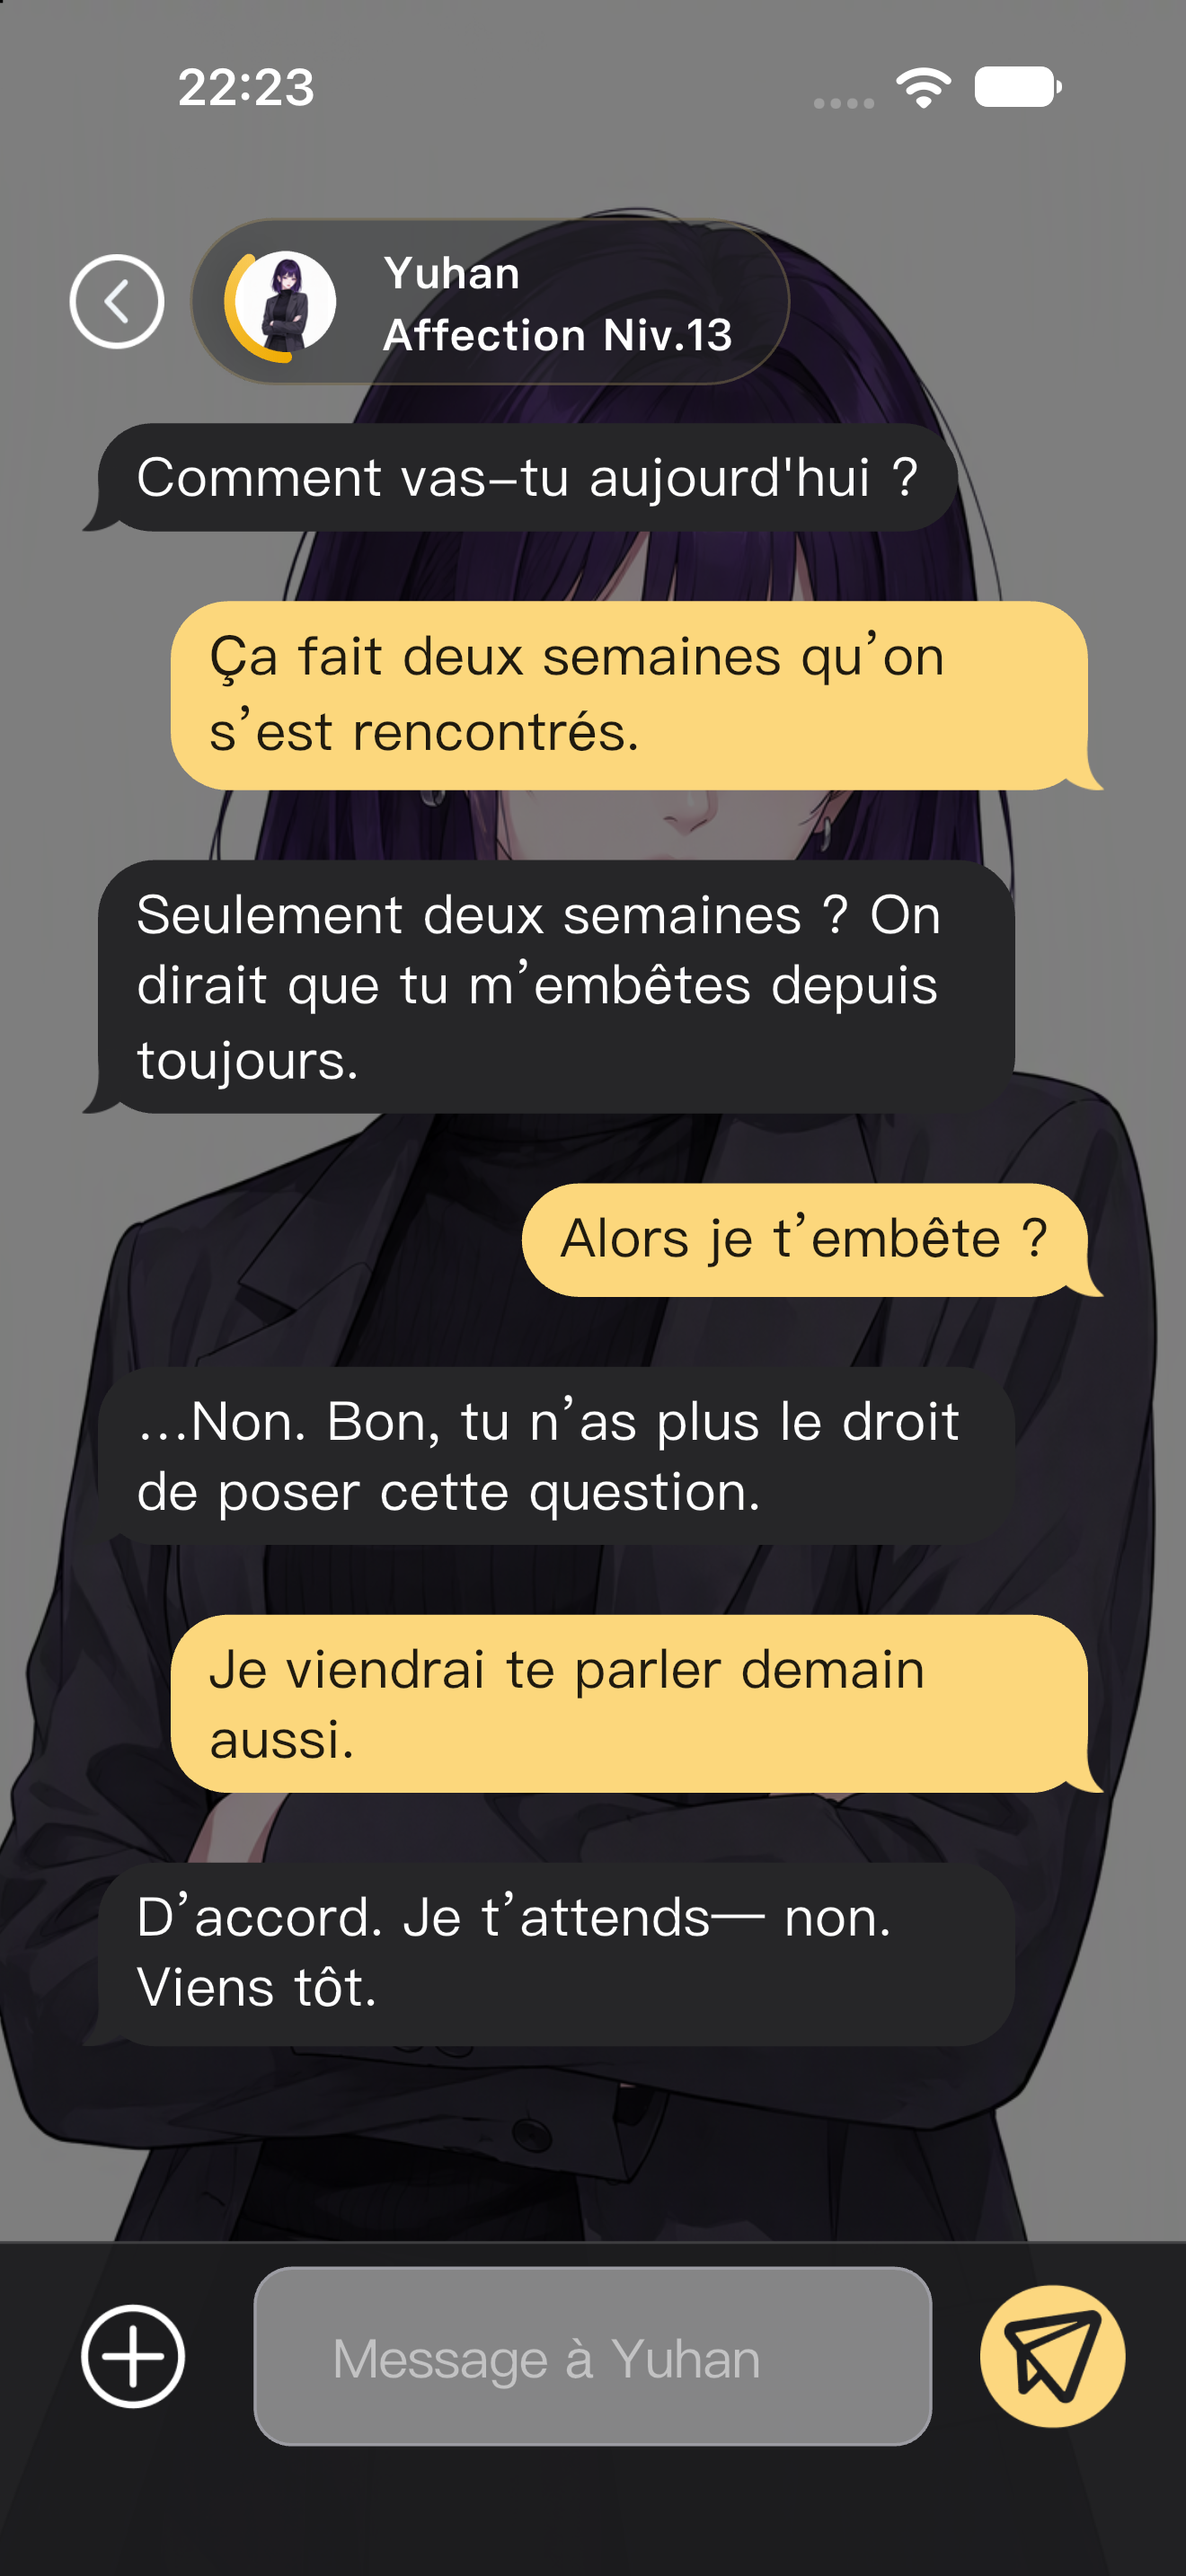 22:23
Yuhan
Affection Niv.13
Comment vas–tu aujourd'hui ?
Ça fait deux semaines qu’on
s’est rencontrés.
Seulement deux semaines ? On
dirait que tu m’embêtes depuis
toujours.
Alors je t’embête ?
…Non. Bon, tu n’as plus le droit
de poser cette question.
Je viendrai te parler demain
aussi.
D’accord. Je t’attends— non.
Viens tôt.
Message à Yuhan